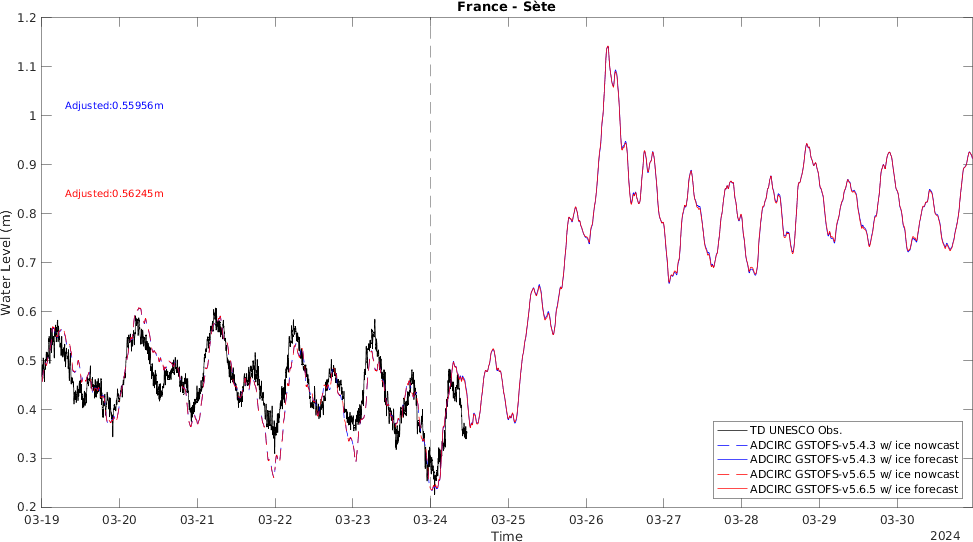 France - Sète
1.2
1.1
1
0.9
0.8
0.7
0.6
0.5
0.4
0.3
0.2
Water Level (m)
Adjusted:0.55956m
Adjusted:0.56245m
TD UNESCO Obs.
ADCIRC GSTOFS-v5.4.3 w/ ice nowcast
ADCIRC GSTOFS-v5.4.3 w/ ice forecast
ADCIRC GSTOFS-v5.6.5 w/ ice nowcast
ADCIRC GSTOFS-v5.6.5 w/ ice forecast
03-19 03-20 03-21 03-22 03-23 03-24 03-25 03-26 03-27 03-28 03-29 03-30
Time
2024